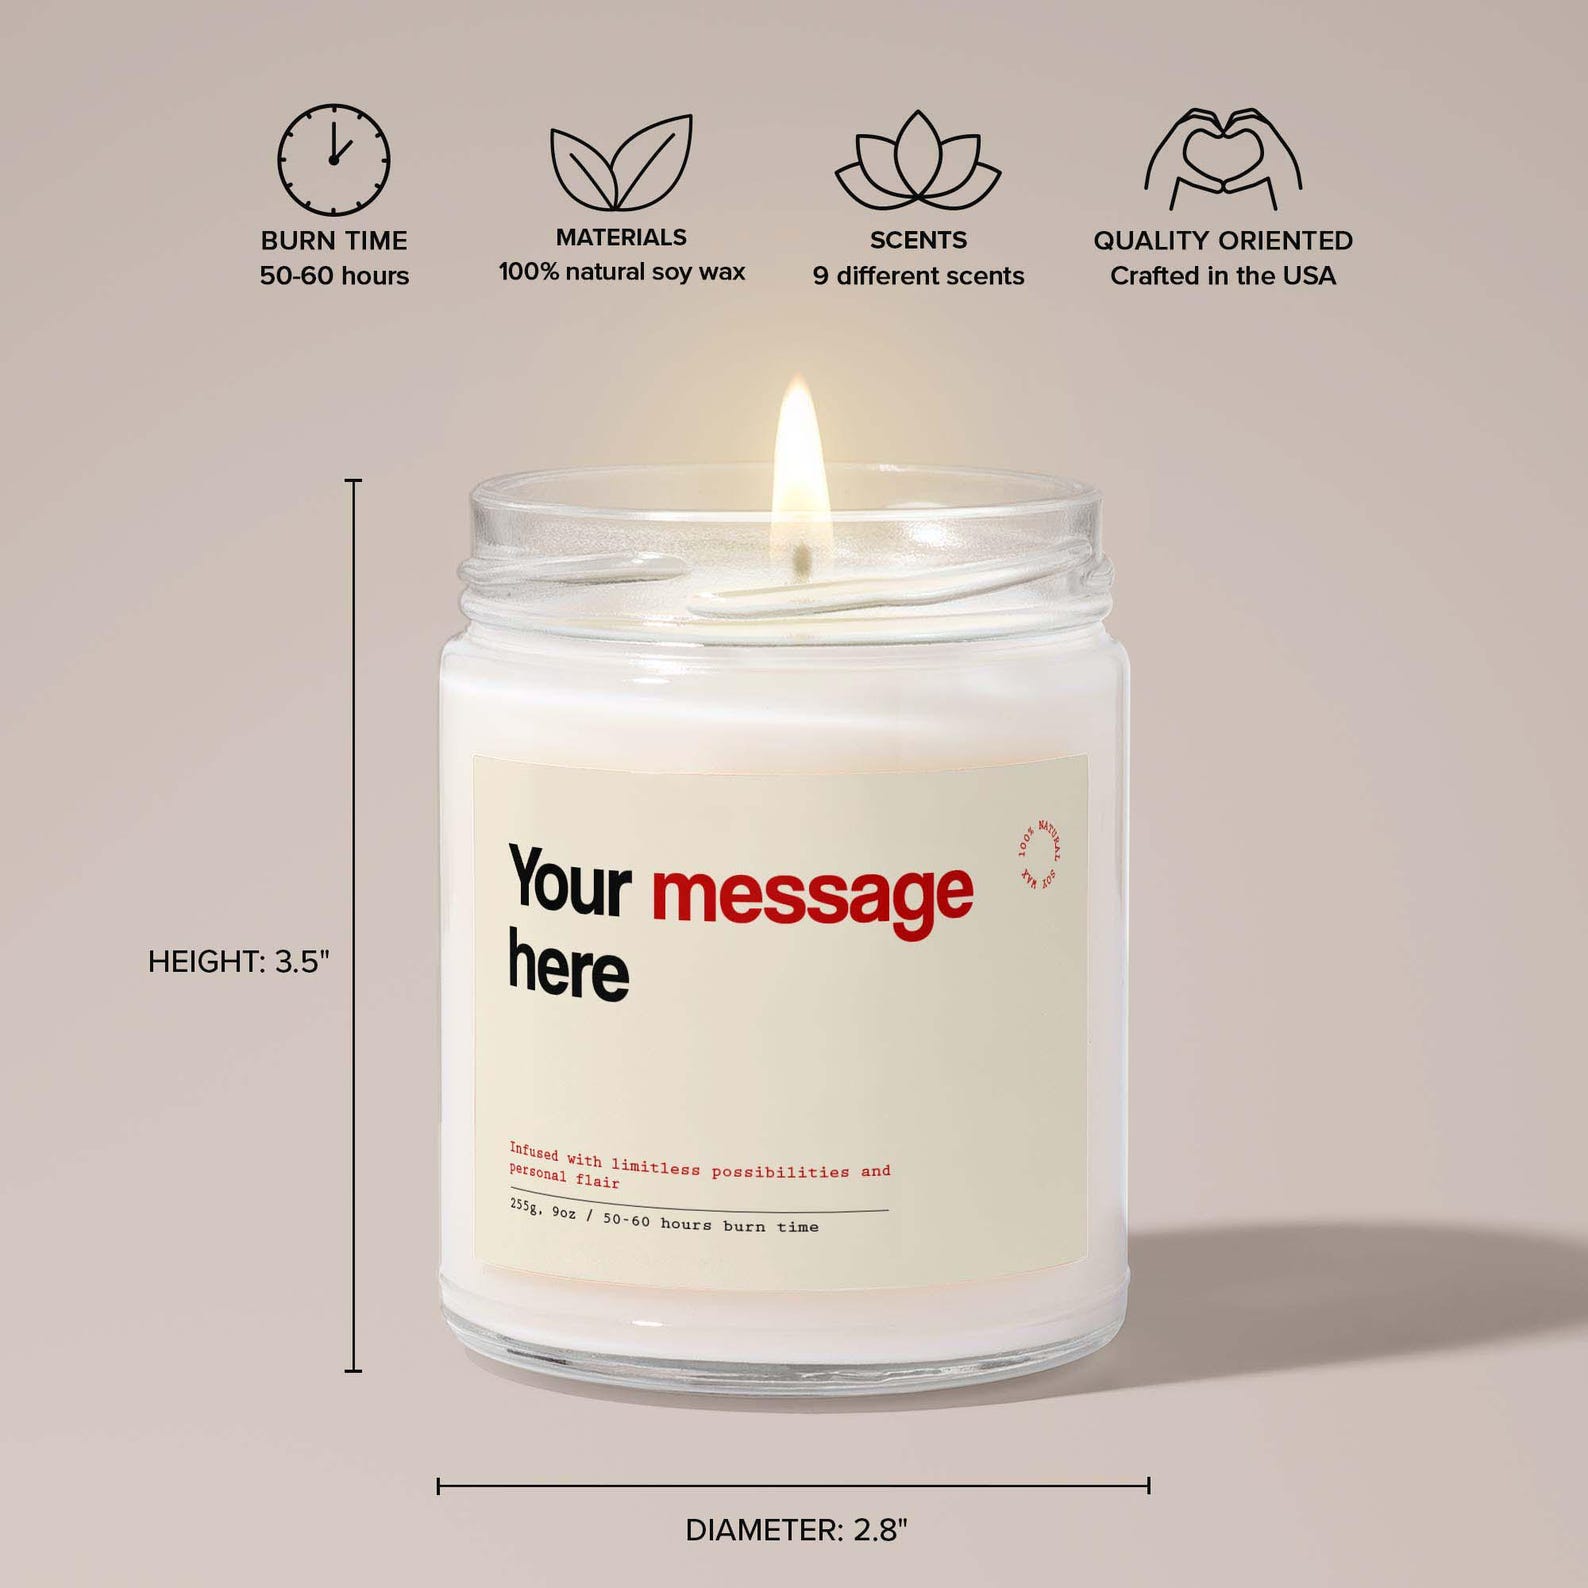 BURN TIME
50-60 hours
MATERIALS
100% natural soy wax
SCENTS
9 different scents
QUALITY ORIENTED
Crafted in the USA
HEIGHT: 3.5"
Your message
here
100% NATURAL SOY WAX
Infused with limitless possibilities and
personal flair
255g, 9oz / 50-60 hours burn time
DIAMETER: 2.8"